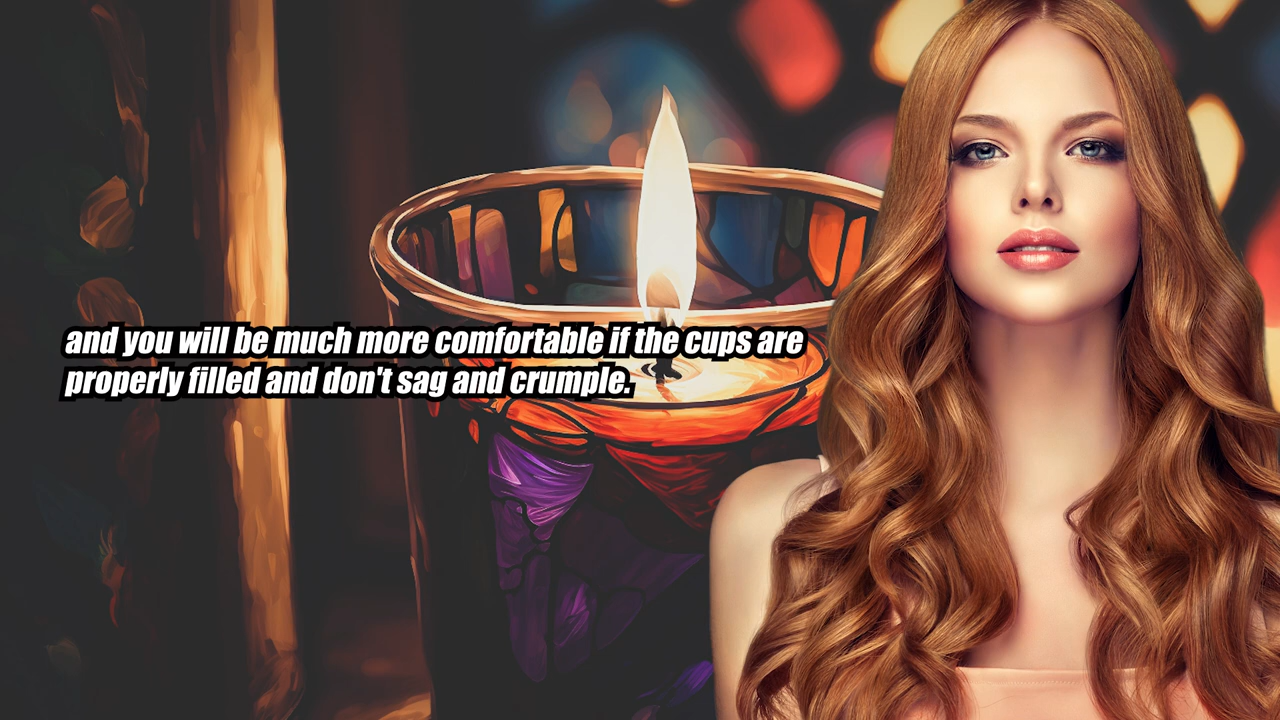 and you will be much more comfortable if the cups are
properly filled and don't sag and crumple.